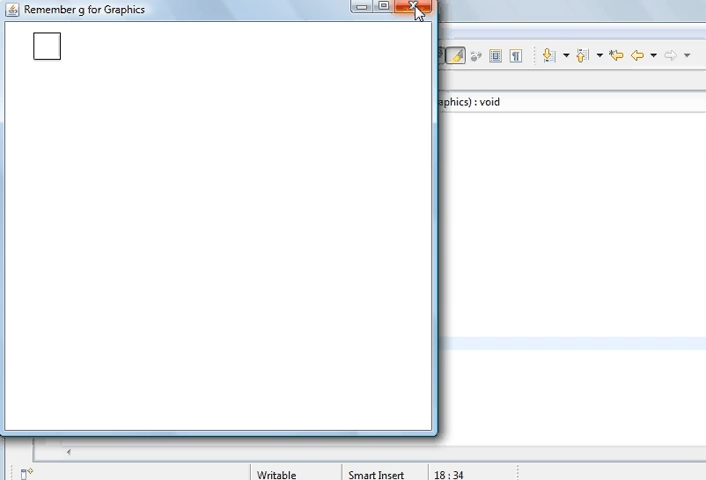 Remember g for Graphics
aphics) : void
Writable
Smart Insert
18 : 34